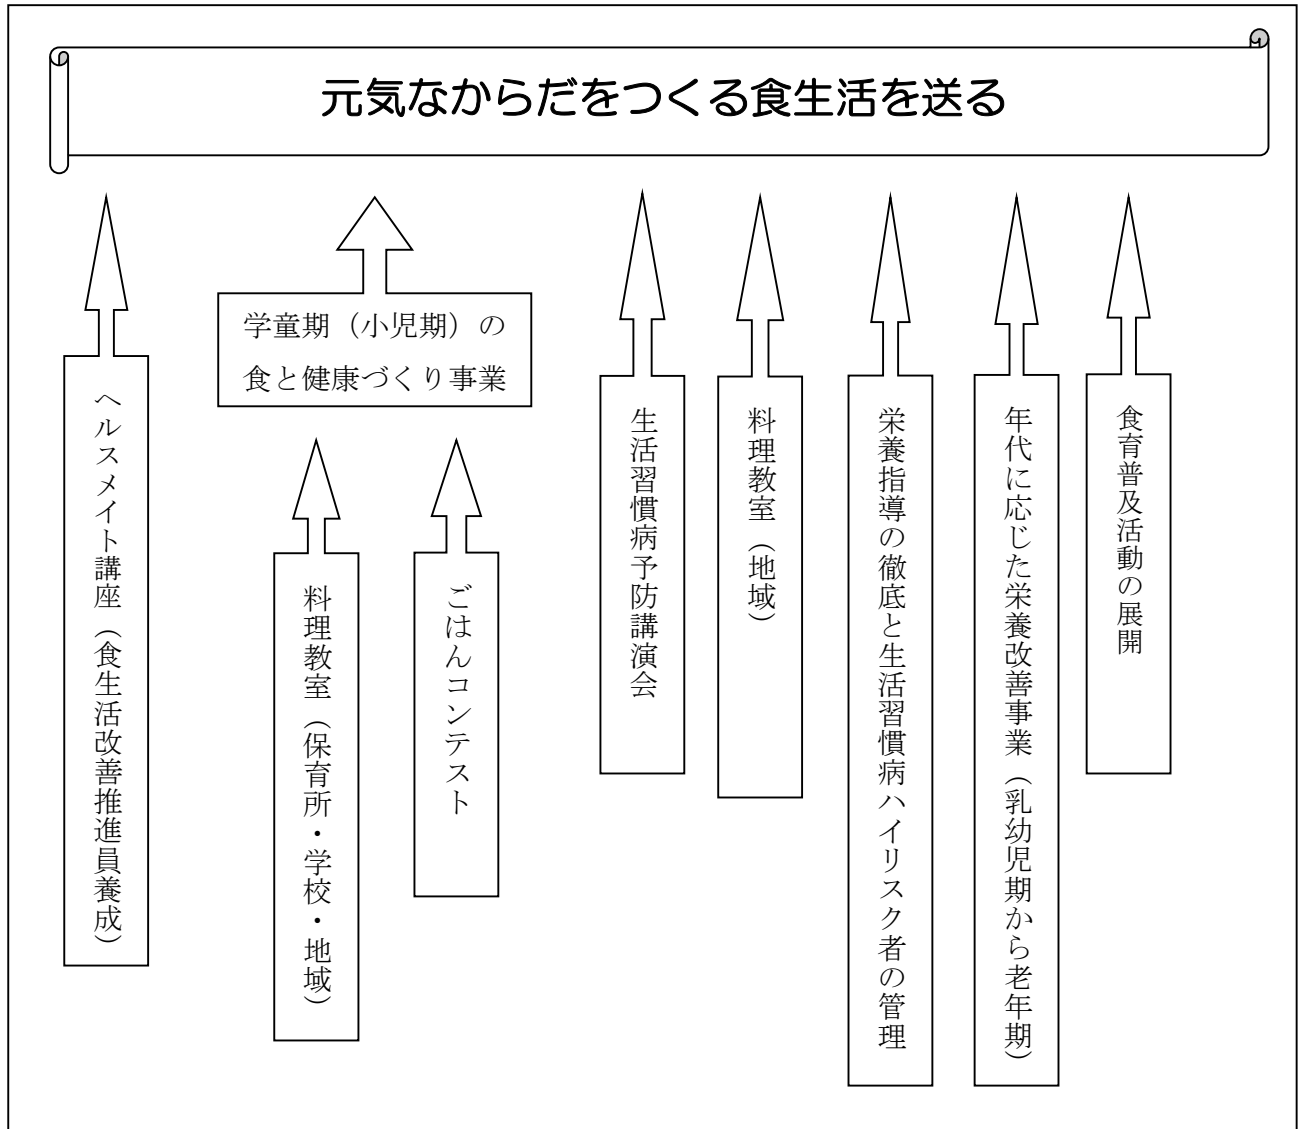 元気なからだをつくる食生活を送る
学童期（小児期）の
食と健康づくり事業
ヘルスメイト講座（食生活改善推進員養成）
料理教室（保育所・学校・地域）
ごはんコンテスト
生活習慣病予防講演会
料理教室（地域）
栄養指導の徹底と生活習慣病ハイリスク者の管理
年代に応じた栄養改善事業（乳幼児期から老年期）
食育普及活動の展開